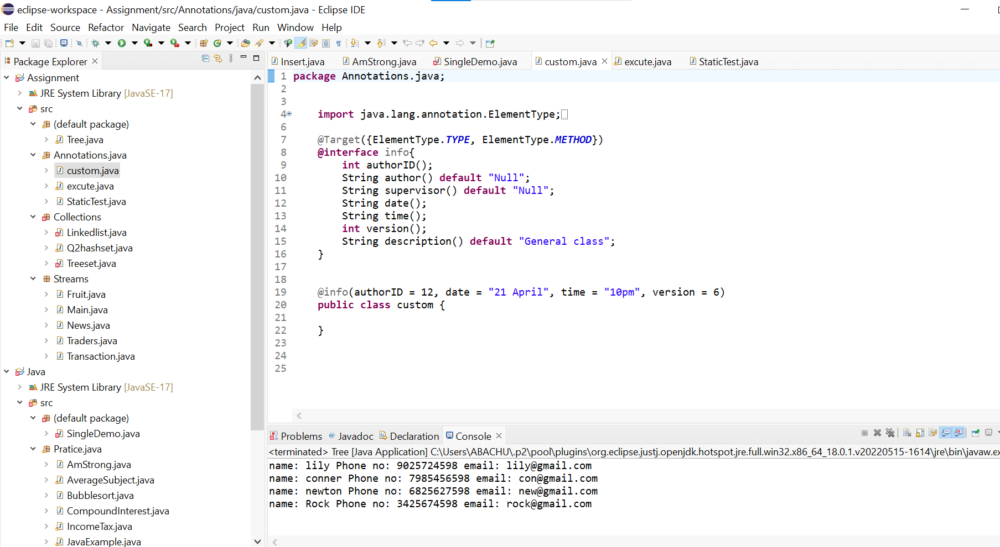 eclipse-workspace - Assignment/src/Annotations/java/custom.java - Eclipse IDE
File Edit Source Refactor Navigate Search Project Run Window Help
Package Explorer
Assignment
JRE System Library [JavaSE-17]
src
(default package)
Tree.java
Annotations.java
custom.java
excute.java
StaticTest.java
Collections
Linkedlist.java
Q2hashset.java
Treeset.java
Streams
Fruit.java
Main.java
News.java
Traders.java
Transaction.java
Java
JRE System Library [JavaSE-17]
src
(default package)
SingleDemo.java
Pratice.java
AmStrong.java
AverageSubject.java
Bubblesort.java
CompoundInterest.java
IncomeTax.java
JavaExample.java
Insert.java AmStrong.java SingleDemo.java custom.java excute.java StaticTest.java
1 package Annotations.java;
2
3
4 import java.lang.annotation.ElementType;
6
7 @Target({ElementType.TYPE, ElementType.METHOD})
8 @interface info{
9 int authorID();
10 String author() default "Null";
11 String supervisor() default "Null";
12 String date();
13 String time();
14 int version();
15 String description() default "General class";
16 }
17
18
19 @info(authorID = 12, date = "21 April", time = "10pm", version = 6)
20 public class custom {
21
22 }
23
24
25
Problems Javadoc Declaration Console
<terminated> Tree [Java Application] C:\Users\ABACHU\.p2\pool\plugins\org.eclipse.justj.openjdk.hotspot.jre.full.win32.x86_64_18.0.1.v20220515-1614\jre\bin\javaw.ex
name: lily Phone no: 9025724598 email: lily@gmail.com
name: conner Phone no: 7985456598 email: con@gmail.com
name: newton Phone no: 6825627598 email: new@gmail.com
name: Rock Phone no: 3425674598 email: rock@gmail.com